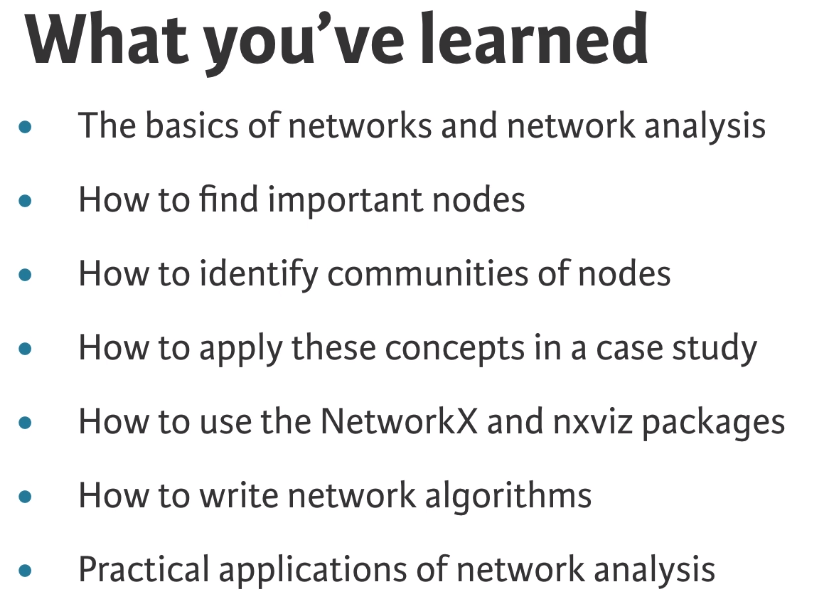 What you’ve learned
• The basics of networks and network analysis
• How to find important nodes
• How to identify communities of nodes
• How to apply these concepts in a case study
• How to use the NetworkX and nxviz packages
• How to write network algorithms
• Practical applications of network analysis